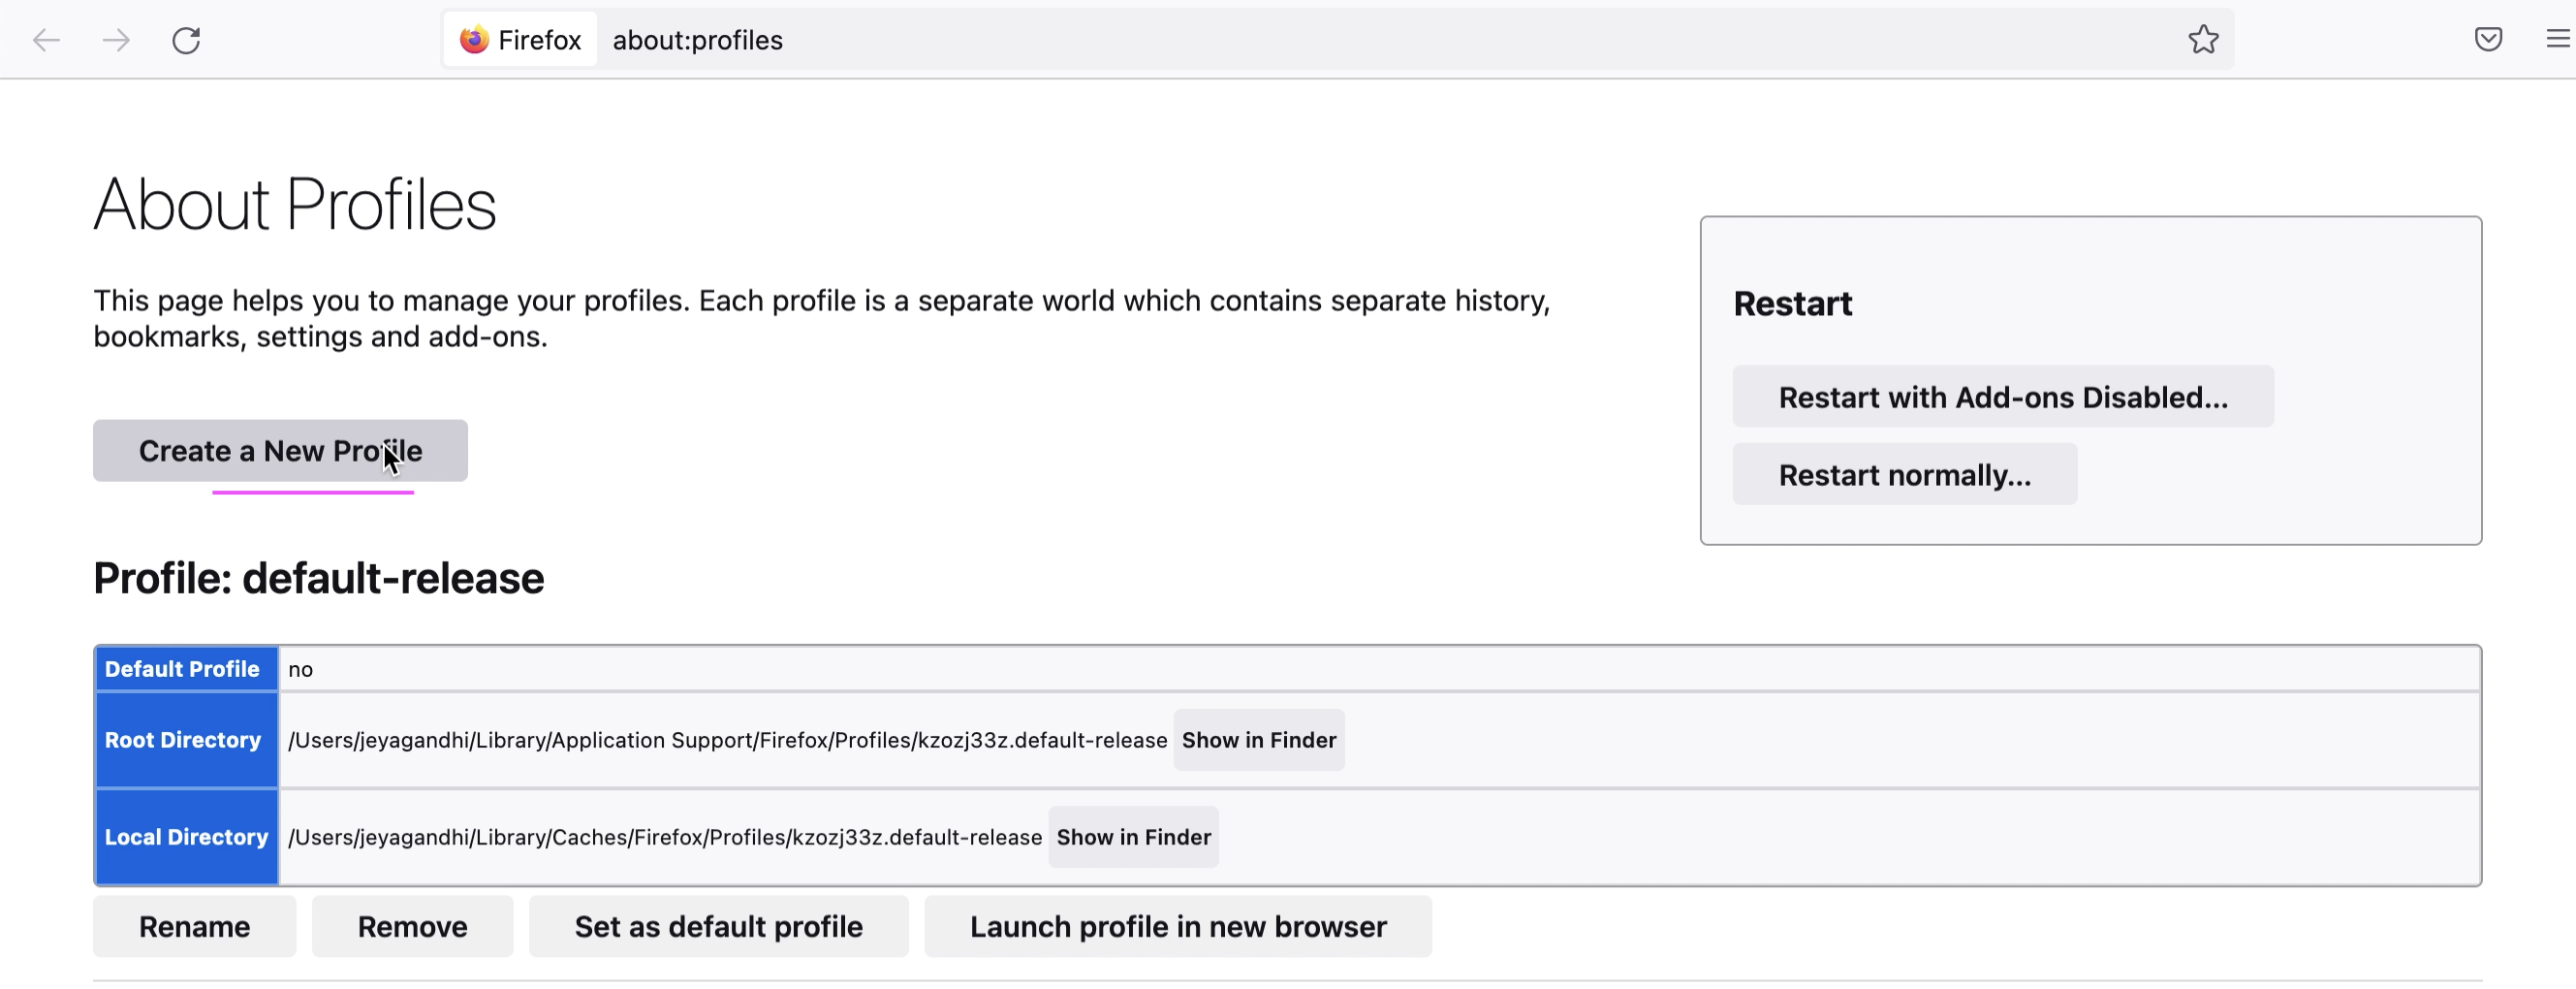 Firefox about:profiles
About Profiles
This page helps you to manage your profiles. Each profile is a separate world which contains separate history,
bookmarks, settings and add-ons.
Create a New Profile
Restart
Restart with Add-ons Disabled...
Restart normally...
Profile: default-release
Default Profile no
Root Directory /Users/jeyagandhi/Library/Application Support/Firefox/Profiles/kzozj33z.default-release Show in Finder
Local Directory /Users/jeyagandhi/Library/Caches/Firefox/Profiles/kzozj33z.default-release Show in Finder
Rename Remove Set as default profile Launch profile in new browser